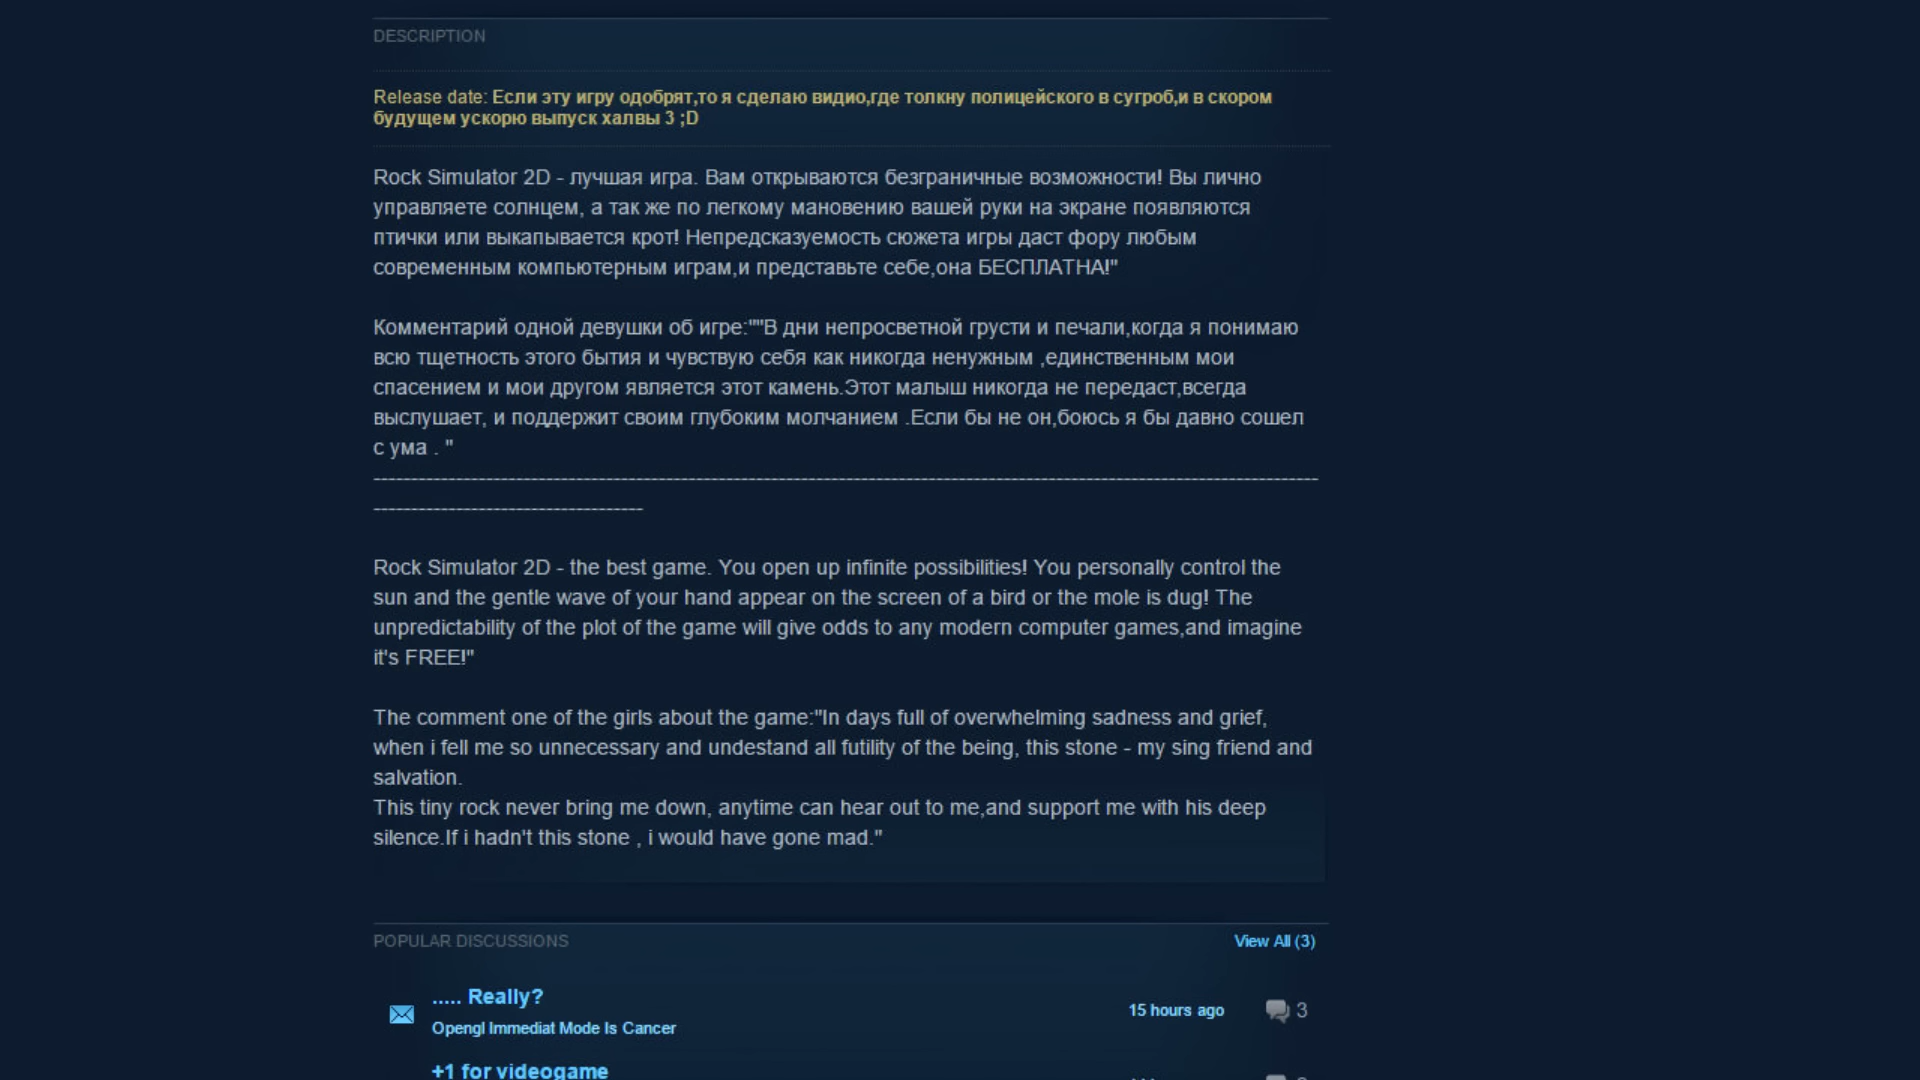 DESCRIPTION
Release date: Если эту игру одобрят,то я сделаю видио,где толкну полицейского в сугроб,и в скором
будущем ускорю выпуск халвы 3 ;D
Rock Simulator 2D - лучшая игра. Вам открываются безграничные возможности! Вы лично
управляете солнцем, а так же по легкому мановению вашей руки на экране появляются
птички или выкапывается крот! Непредсказуемость сюжета игры даст фору любым
современным компьютерным играм,и представьте себе,она БЕСПЛАТНА!"
Комментарий одной девушки об игре:""В дни непросветной грусти и печали,когда я понимаю
всю тщетность этого бытия и чувствую себя как никогда ненужным ,единственным мои
спасением и мои другом является этот камень.Этот малыш никогда не передаст,всегда
выслушает, и поддержит своим глубоким молчанием .Если бы не он,боюсь я бы давно сошел
с ума . "
Rock Simulator 2D - the best game. You open up infinite possibilities! You personally control the
sun and the gentle wave of your hand appear on the screen of a bird or the mole is dug! The
unpredictability of the plot of the game will give odds to any modern computer games,and imagine
it's FREE!"
The comment one of the girls about the game:"In days full of overwhelming sadness and grief,
when i fell me so unnecessary and undestand all futility of the being, this stone - my sing friend and
salvation.
This tiny rock never bring me down, anytime can hear out to me,and support me with his deep
silence.If i hadn't this stone , i would have gone mad."
POPULAR DISCUSSIONS View All (3)
..... Really?
15 hours ago 3
Opengl Immediat Mode Is Cancer
+1 for videogame